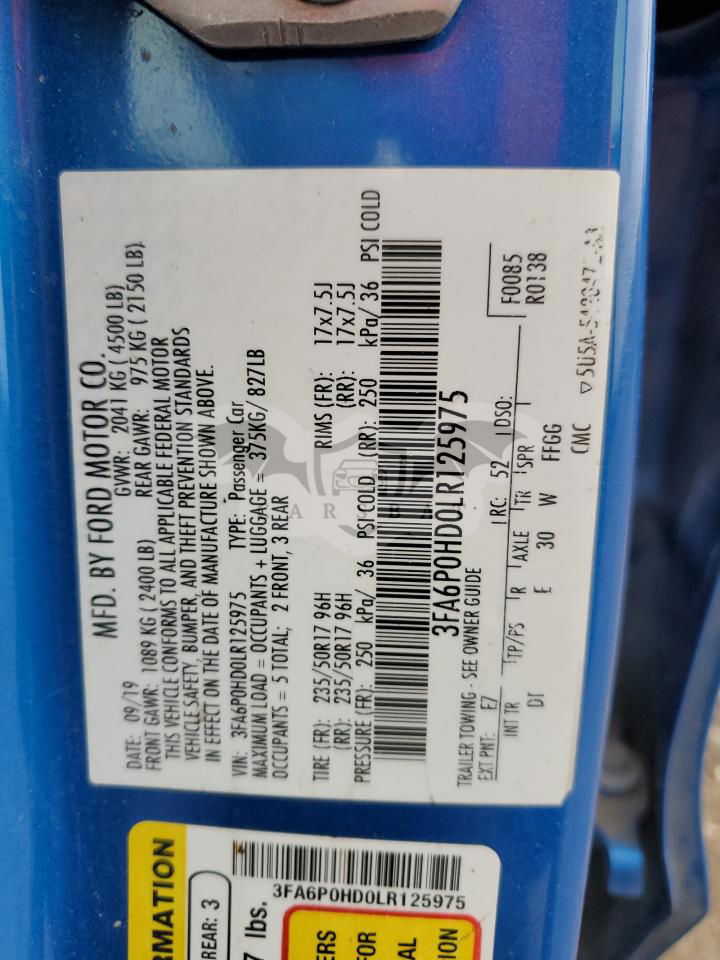 MFD. BY FORD MOTOR CO.
DATE: 09/19 GVWR: 2041 KG ( 4500 LB)
FRONT GAWR: 1089 KG ( 2400 LB) REAR GAWR: 975 KG ( 2150 LB).
THIS VEHICLE CONFORMS TO ALL APPLICABLE FEDERAL MOTOR
VEHICLE SAFETY, BUMPER, AND THEFT PREVENTION STANDARDS
IN EFFECT ON THE DATE OF MANUFACTURE SHOWN ABOVE.
VIN: 3FA6P0HD0LR125975 TYPE: Passenger Car
MAXIMUM LOAD = OCCUPANTS + LUGGAGE = 375KG/ 827LB
OCCUPANTS = 5 TOTAL; 2 FRONT, 3 REAR
TIRE (FR): 235/50R17 96H RIMS (FR): 17x7.5J
(RR): 235/50R17 96H (RR): 17x7.5J
PRESSURE (FR): 250 kPa/ 36 PSI COLD (RR): 250 kPa/ 36 PSI COLD
3FA6P0HD0LR125975
TRAILER TOWING - SEE OWNER GUIDE
EXT PNT: E7 RC: 52 DSO: F0085
R0138
INT TR TP/PS R AXLE TR SPR
DT E 30 W FFGG
CMC
RMATION
REAR: 3
3FA6P0HD0LR125975
7 lbs.
ERS
FOR
AL
ION